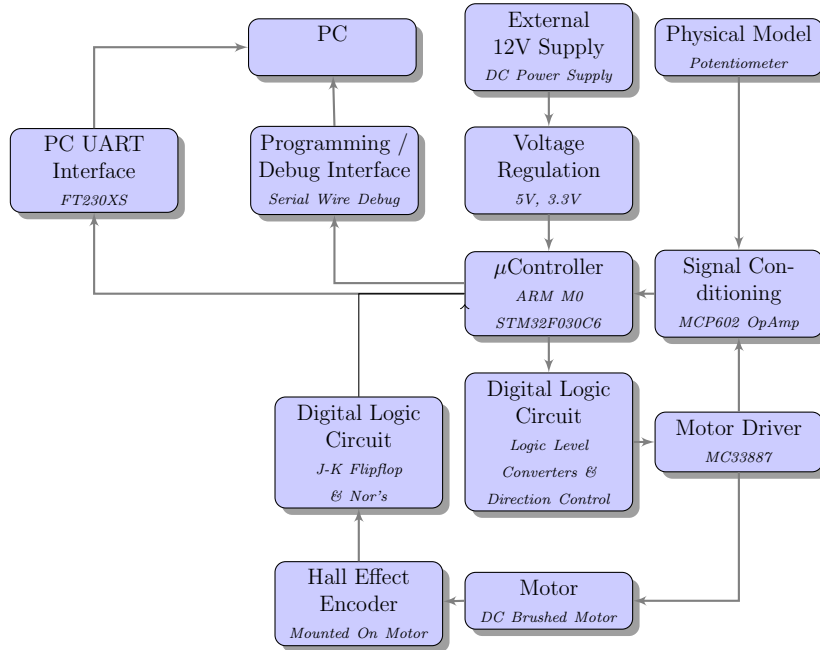 PC
External
12V Supply
DC Power Supply
Physical Model
Potentiometer
PC UART
Interface
FT230XS
Programming /
Debug Interface
Serial Wire Debug
Voltage
Regulation
5V, 3.3V
μController
ARM M0
STM32F030C6
Signal Con-
ditioning
MCP602 OpAmp
Digital Logic
Circuit
J-K Flipflop
& Nor's
Digital Logic
Circuit
Logic Level
Converters &
Direction Control
Motor Driver
MC33887
Hall Effect
Encoder
Mounted On Motor
Motor
DC Brushed Motor